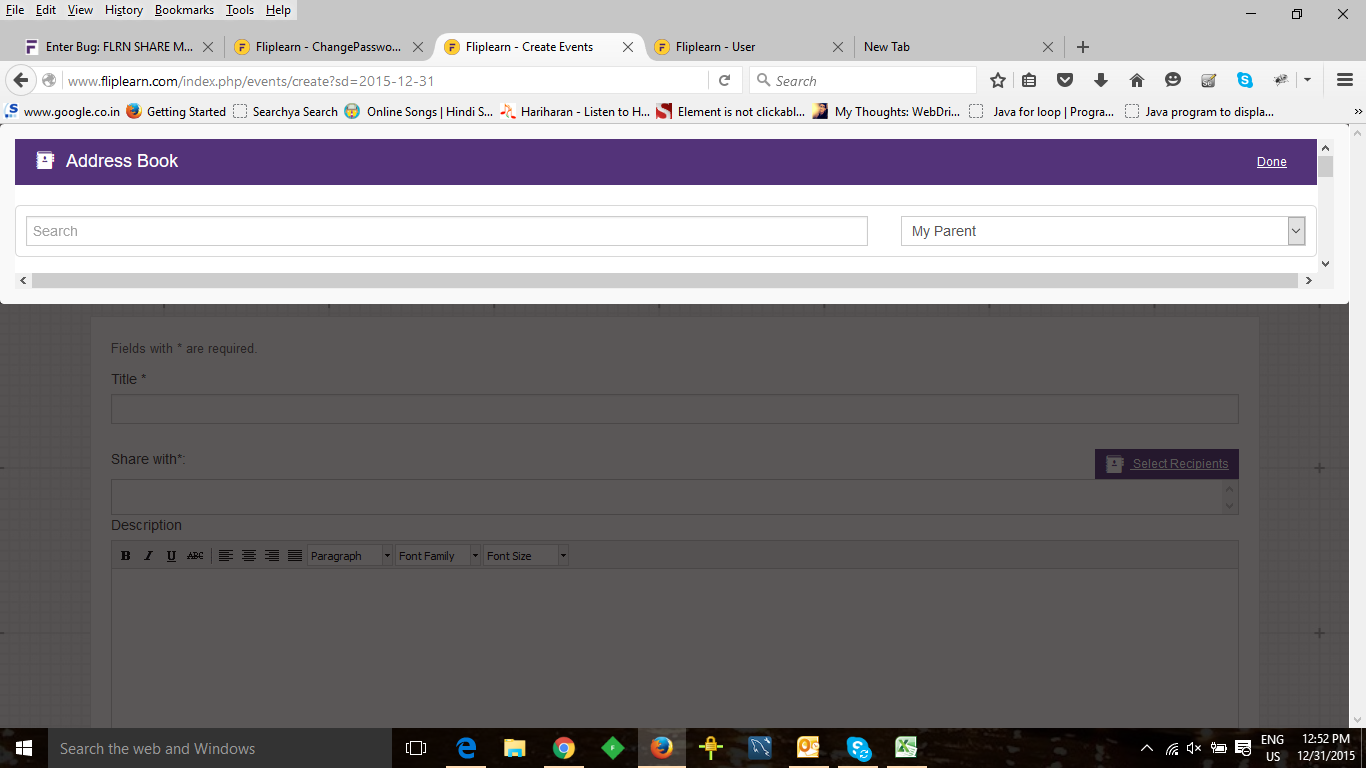 File Edit View History Bookmarks Tools Help
Enter Bug: FLRN SHARE M... Fliplearn - ChangePasswo... Fliplearn - Create Events Fliplearn - User New Tab
www.fliplearn.com/index.php/events/create?sd=2015-12-31 Search
www.google.co.in Getting Started Searchya Search Online Songs | Hindi S... Hariharan - Listen to H... Element is not clickabl... My Thoughts: WebDri... Java for loop | Progra... Java program to displa...
Address Book Done
Search My Parent
Fields with * are required.
Title *
Share with*: Select Recipients
Description
B I U ABC Paragraph Font Family Font Size
Search the web and Windows
ENG 12:52 PM
US 12/31/2015